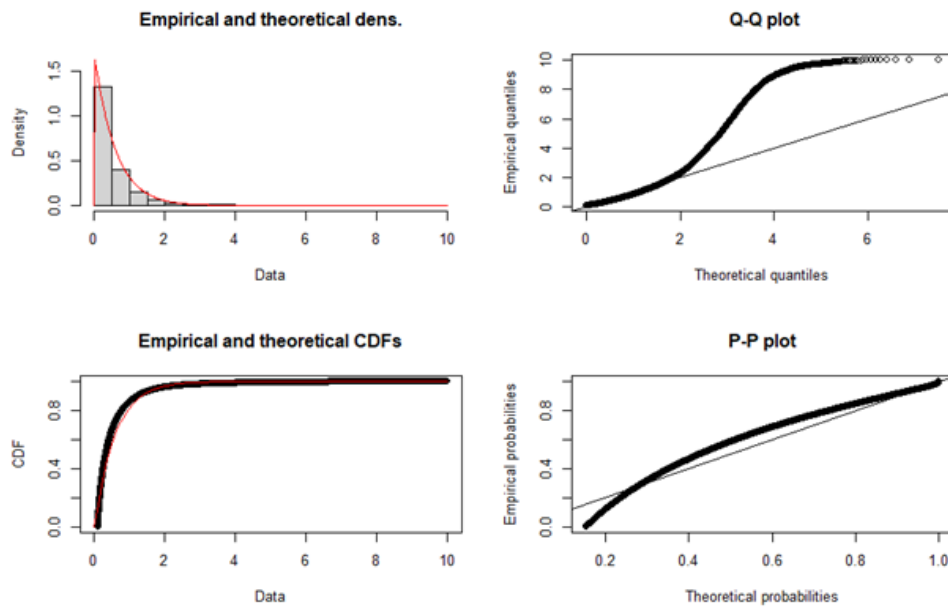 Empirical and theoretical dens.
Density
0.0 0.5 1.0 1.5
0 2 4 6 8 10
Data
Q-Q plot
Empirical quantiles
0 2 4 6 8 10
0 2 4 6
Theoretical quantiles
Empirical and theoretical CDFs
CDF
0.0 0.4 0.8
0 2 4 6 8 10
Data
P-P plot
Empirical probabilities
0.0 0.4 0.8
0.2 0.4 0.6 0.8 1.0
Theoretical probabilities